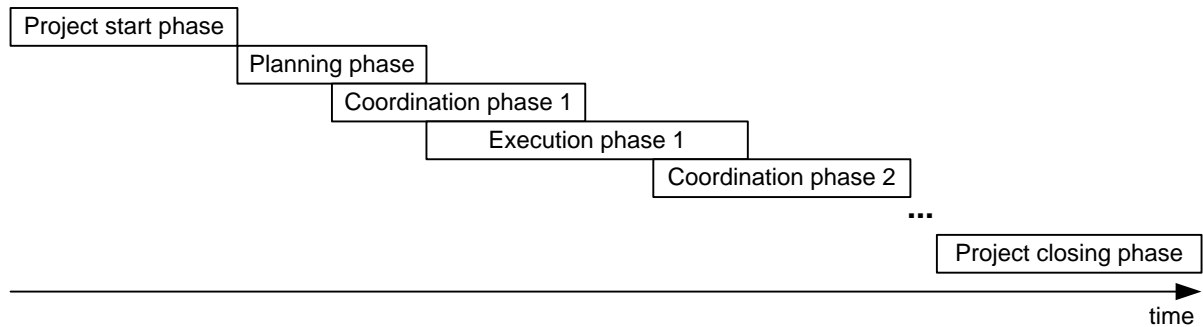 Project start phase
Planning phase
Coordination phase 1
Execution phase 1
Coordination phase 2
...
Project closing phase
time